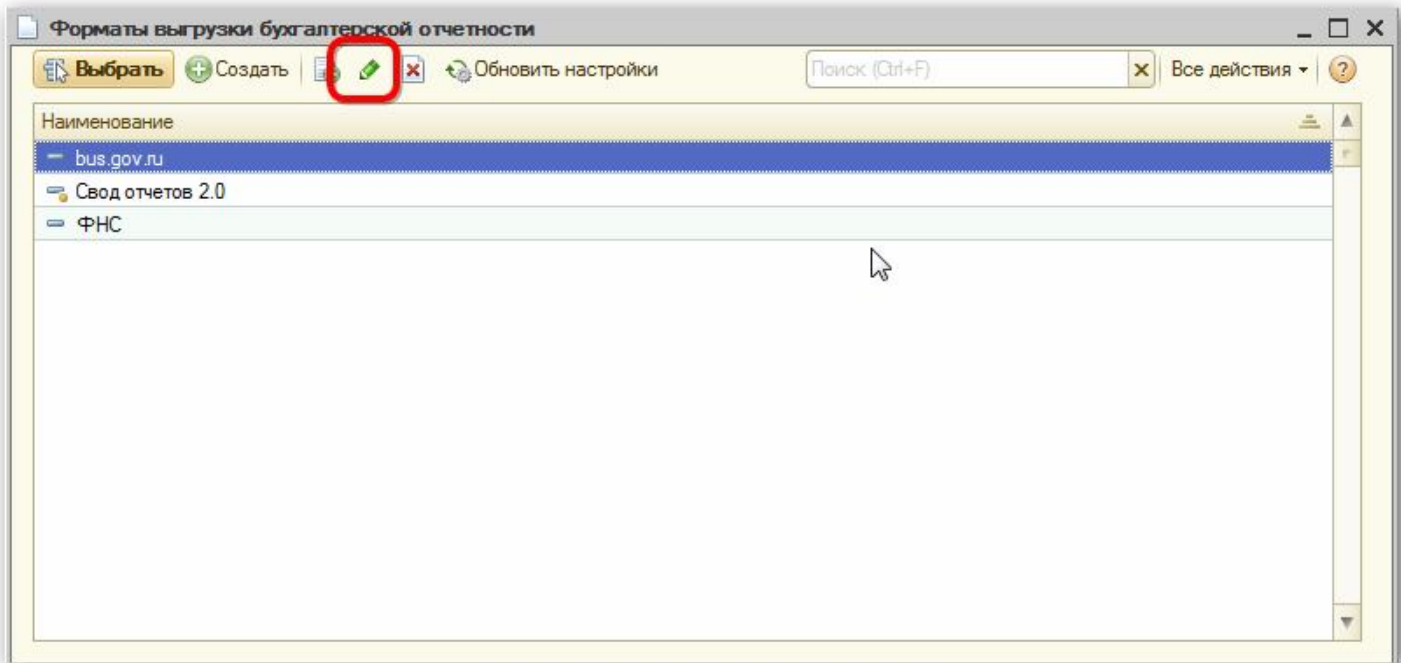 Форматы выгрузки бухгалтерской отчетности
Выбрать Создать Обновить настройки Поиск (Ctrl+F) Все действия
Наименование
bus.gov.ru
Свод отчетов 2.0
ФНС